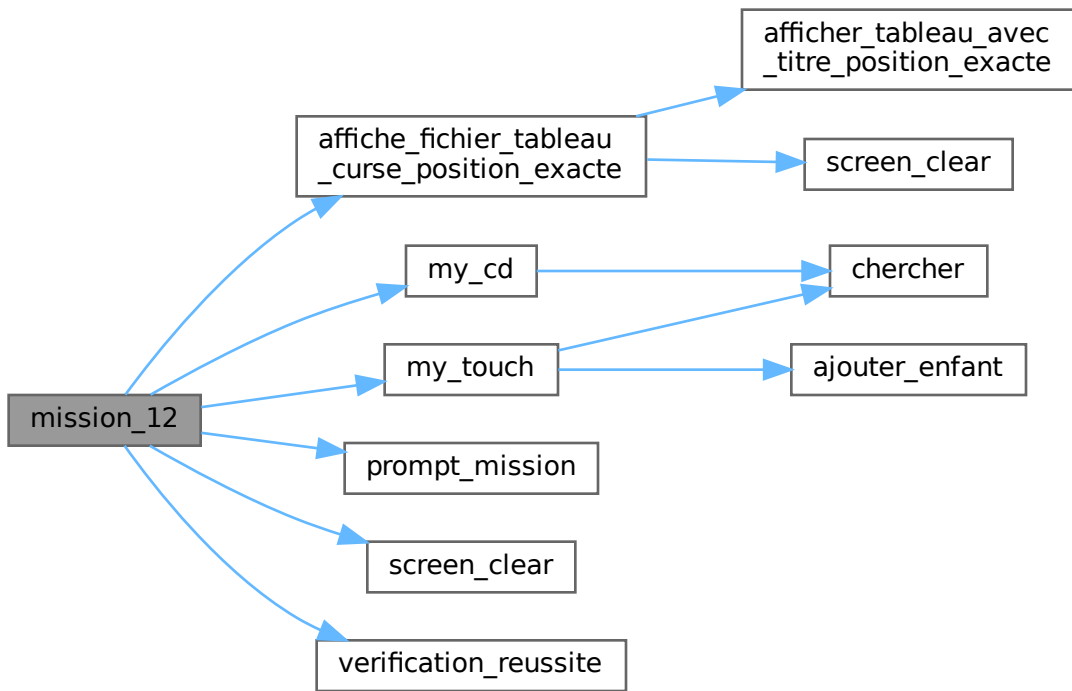 afficher_tableau_avec
_titre_position_exacte
affiche_fichier_tableau
_curse_position_exacte
screen_clear
my_cd
chercher
my_touch
ajouter_enfant
mission_12
prompt_mission
screen_clear
verification_reussite